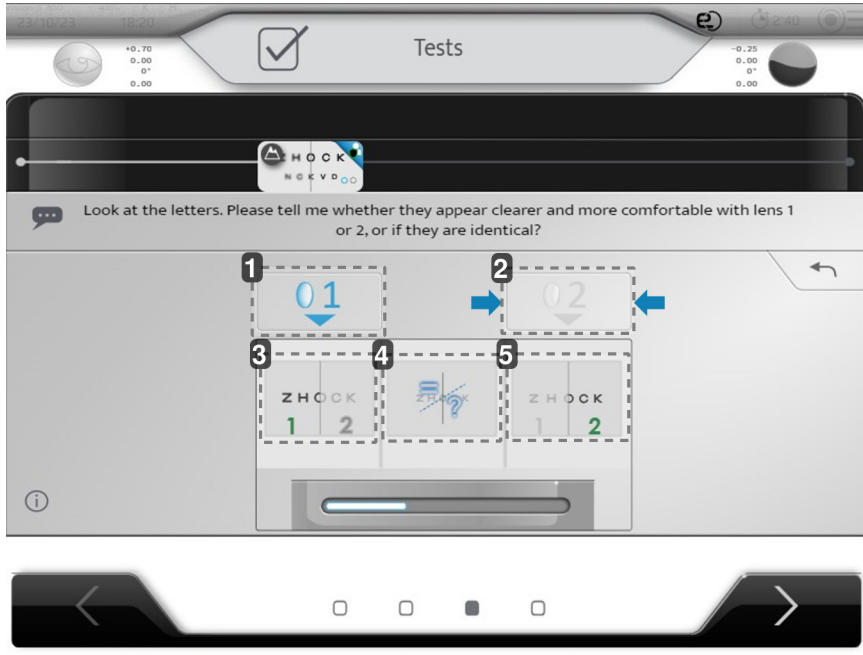 23/10/23 18:20
Tests
2:40
+0.70
0.00
0°
0.00
-0.25
0.00
0°
0.00
ZHOCK
NCKVD
Look at the letters. Please tell me whether they appear clearer and more comfortable with lens 1
or 2, or if they are identical?
1
2
01
02
3
4
5
ZHOCK
1 2
ZHOCK
= ?
ZHOCK
1 2
i